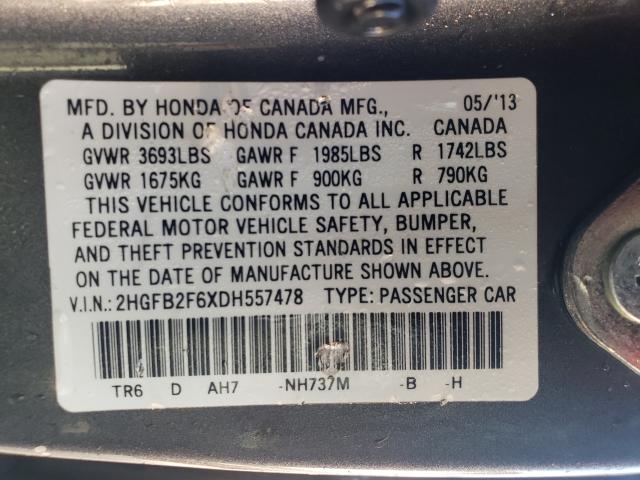 MFD. BY HONDA OF CANADA MFG., 05/'13
A DIVISION OF HONDA CANADA INC. CANADA
GVWR 3693LBS GAWR F 1985LBS R 1742LBS
GVWR 1675KG GAWR F 900KG R 790KG
THIS VEHICLE CONFORMS TO ALL APPLICABLE
FEDERAL MOTOR VEHICLE SAFETY, BUMPER,
AND THEFT PREVENTION STANDARDS IN EFFECT
ON THE DATE OF MANUFACTURE SHOWN ABOVE.
V.I.N.: 2HGFB2F6XDH557478 TYPE: PASSENGER CAR
TR6 D AH7 -NH737M -B -H